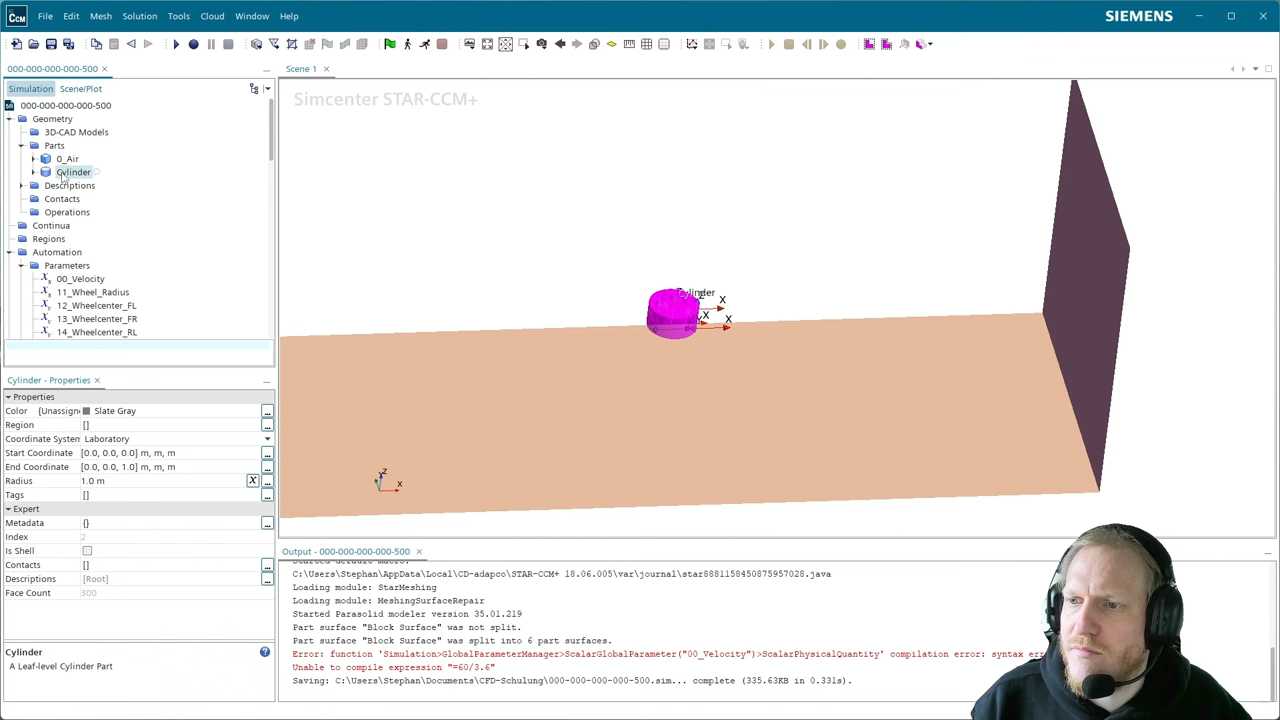 CCM
File Edit Mesh Solution Tools Cloud Window Help
SIEMENS
000-000-000-000-500
Scene 1
Simulation Scene/Plot
000-000-000-000-500
Geometry
3D-CAD Models
Parts
0_Air
Cylinder
Descriptions
Contacts
Operations
Continua
Regions
Automation
Parameters
00_Velocity
11_Wheel_Radius
12_Wheelcenter_FL
13_Wheelcenter_FR
14_Wheelcenter_RL
Simcenter STAR-CCM+
Cylinder
X
X
X
Z
X
Cylinder - Properties
Properties
Color {Unassign Slate Gray
Region []
Coordinate System Laboratory
Start Coordinate [0.0, 0.0, 0.0] m, m, m
End Coordinate [0.0, 0.0, 1.0] m, m, m
Radius 1.0 m
Tags []
Expert
Metadata {}
Index 2
Is Shell
Contacts []
Descriptions [Root]
Face Count 300
Cylinder
A Leaf-level Cylinder Part
Output - 000-000-000-000-500
C:\Users\Stephan\AppData\Local\CD-adapco\STAR-CCM+ 18.06.005\var\journal\star8881158450875957028.java
Loading module: StarMeshing
Loading module: MeshingSurfaceRepair
Started Parasolid modeler version 35.01.219
Part surface "Block Surface" was not split.
Part surface "Block Surface" was split into 6 part surfaces.
Error: function 'Simulation>GlobalParameterManager>ScalarGlobalParameter("00_Velocity")>ScalarPhysicalQuantity' compilation error: syntax err
Unable to compile expression "=60/3.6"
Saving: C:\Users\Stephan\Documents\CFD-Schulung\000-000-000-000-500.sim... complete (335.63KB in 0.33ls).